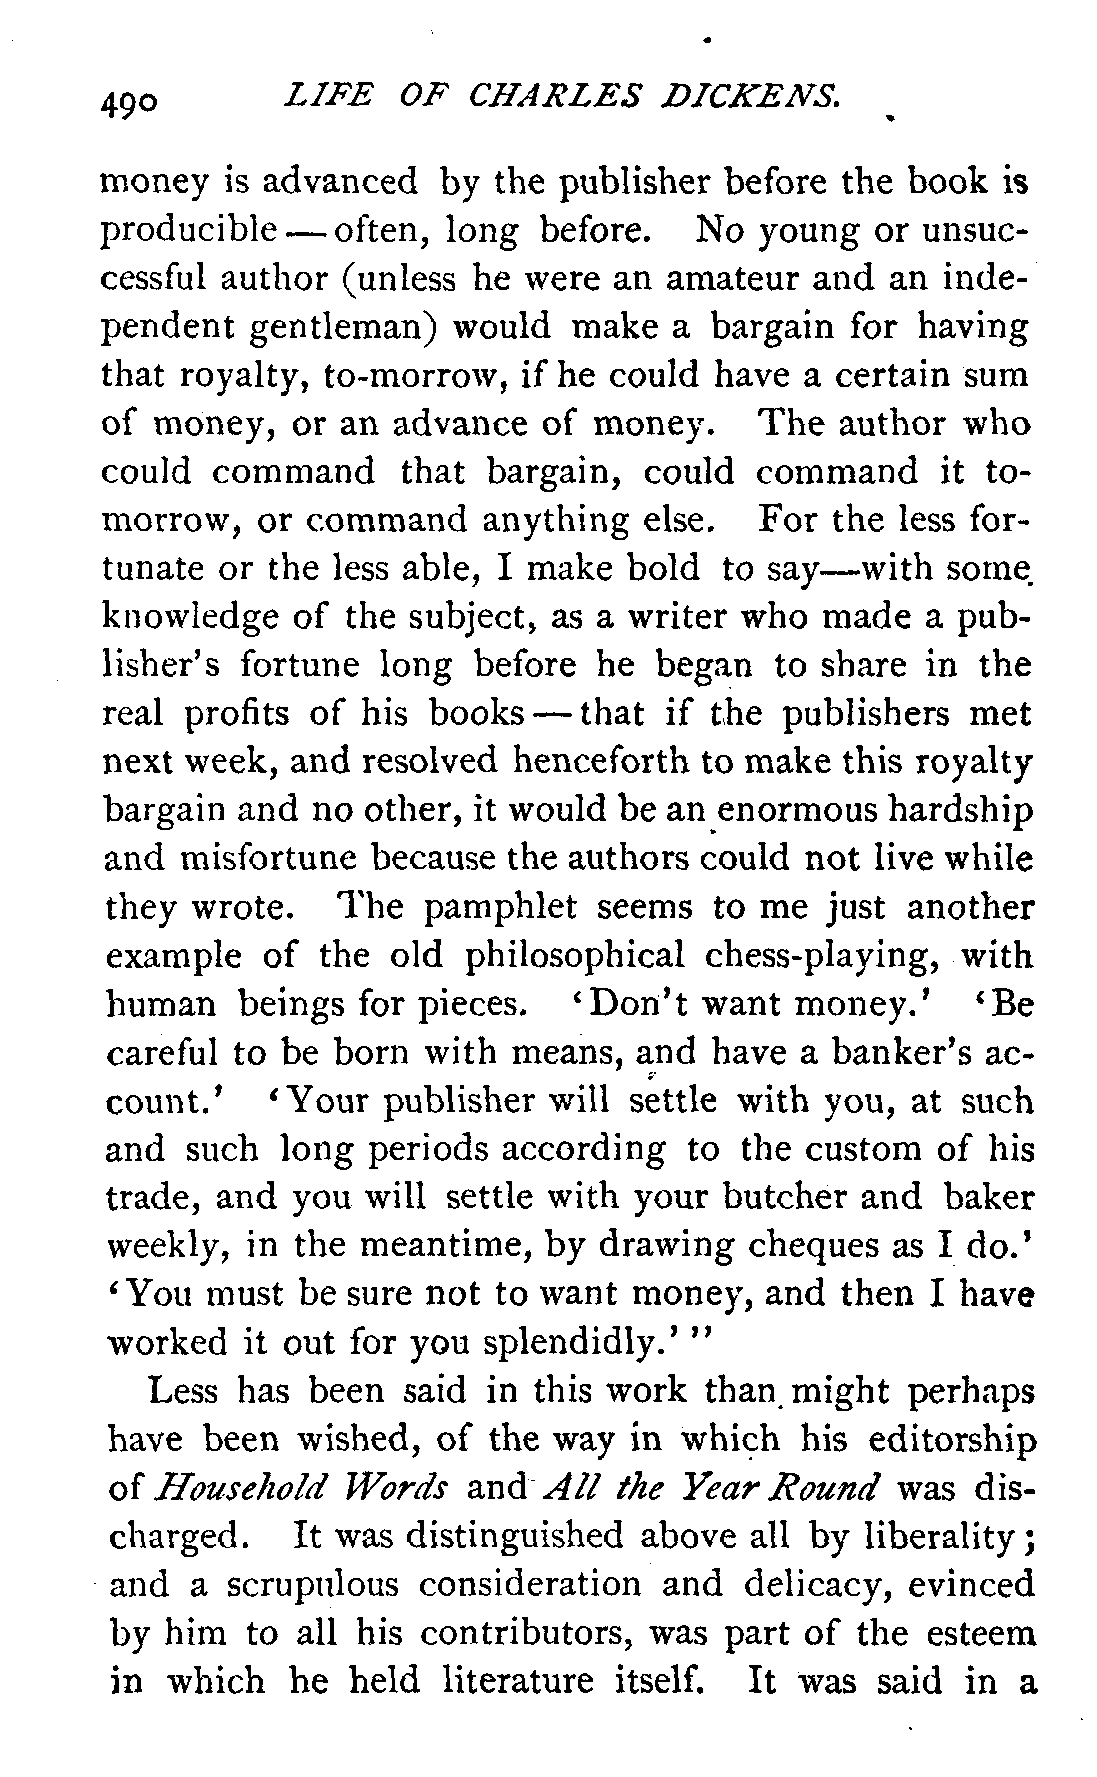 490 LIFE OF CHARLES DICKENS.
money is advanced by the publisher before the book is
producible — often, long before. No young or unsuc-
cessful author (unless he were an amateur and an inde-
pendent gentleman) would make a bargain for having
that royalty, to-morrow, if he could have a certain sum
of money, or an advance of money. The author who
could command that bargain, could command it to-
morrow, or command anything else. For the less for-
tunate or the less able, I make bold to say—with some
knowledge of the subject, as a writer who made a pub-
lisher's fortune long before he began to share in the
real profits of his books — that if the publishers met
next week, and resolved henceforth to make this royalty
bargain and no other, it would be an enormous hardship
and misfortune because the authors could not live while
they wrote. The pamphlet seems to me just another
example of the old philosophical chess-playing, with
human beings for pieces. 'Don't want money.' 'Be
careful to be born with means, and have a banker's ac-
count.' 'Your publisher will settle with you, at such
and such long periods according to the custom of his
trade, and you will settle with your butcher and baker
weekly, in the meantime, by drawing cheques as I do.'
'You must be sure not to want money, and then I have
worked it out for you splendidly.' "
Less has been said in this work than might perhaps
have been wished, of the way in which his editorship
of Household Words and All the Year Round was dis-
charged. It was distinguished above all by liberality;
and a scrupulous consideration and delicacy, evinced
by him to all his contributors, was part of the esteem
in which he held literature itself. It was said in a